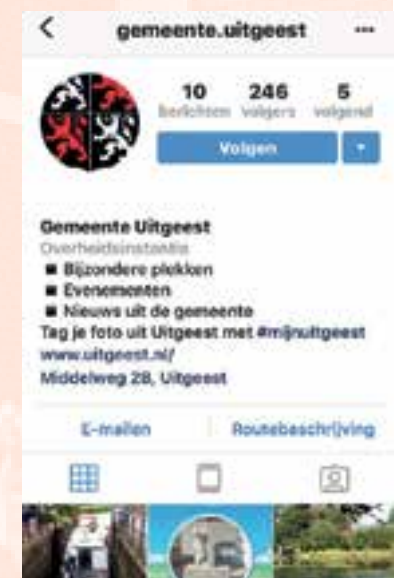 gemeente.uitgeest
10 246 5
berichten volgers volgend
Volgen
Gemeente Uitgeest
Overheidsinstantie
■ Bijzondere plekken
■ Evenementen
■ Nieuws uit de gemeente
Tag je foto uit Uitgeest met #mijnuitgeest
www.uitgeest.nl/
Middelweg 28, Uitgeest
E-mailen Routebeschrijving